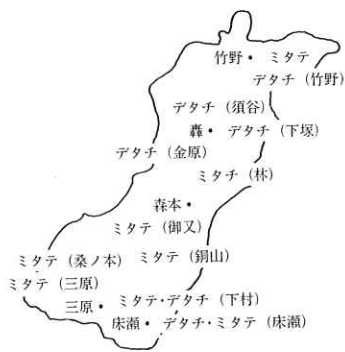 竹野・ ミタテ
デタチ（竹野）
デタチ（須谷）
轟・ デタチ（下塚）
デタチ（金原）
ミタチ（林）
森本・
ミタテ（御又）
ミタテ（桑ノ本） ミタテ（銅山）
ミタテ（三原）
三原・ ミタテ・デタチ（下村）
床瀬・ デタチ・ミタテ（床瀬）